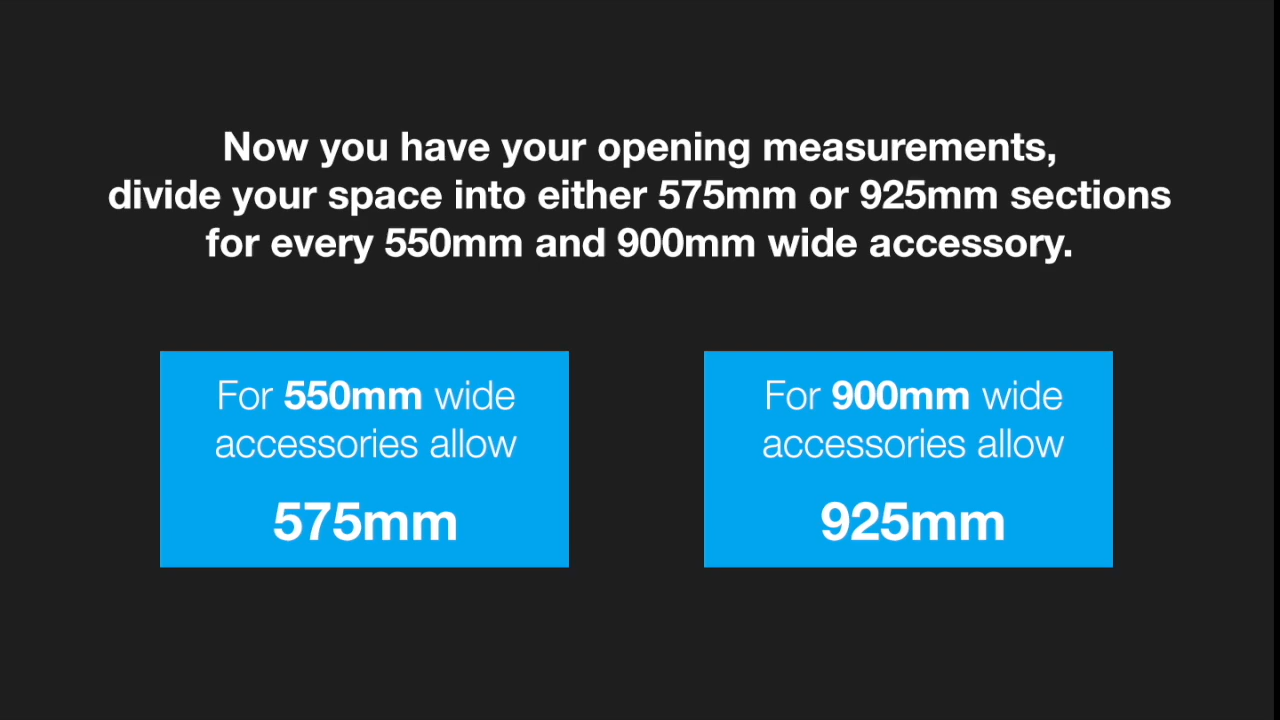 Now you have your opening measurements,
divide your space into either 575mm or 925mm sections
for every 550mm and 900mm wide accessory.
For 550mm wide
accessories allow
575mm
For 900mm wide
accessories allow
925mm